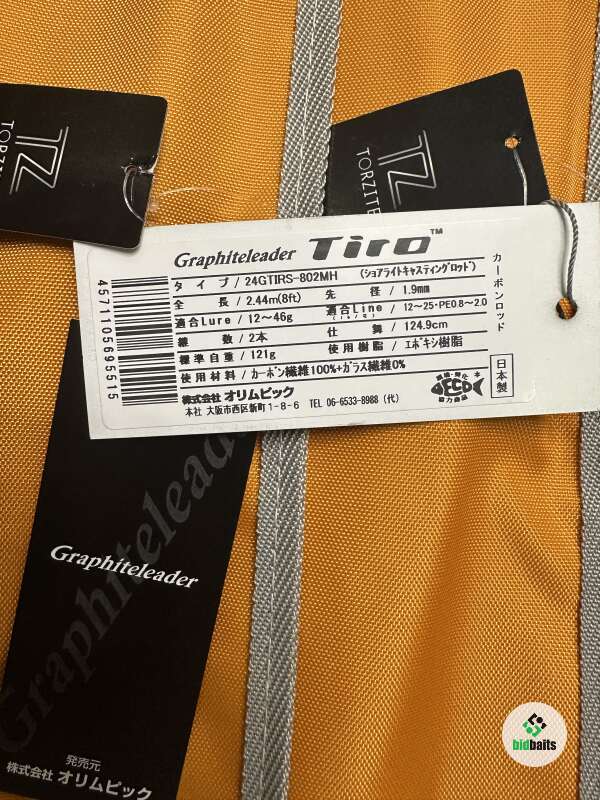 TORZITE
Graphiteleader Tiro™
タイプ / 24GTIRS-802MH (ショアライトキャスティングロッド)
全長 / 2.44m(8ft) 先径 / 1.9mm
適合Lure / 12〜46g 適合Line / 12〜25・PE0.8〜2.0
継数 / 2本 仕舞 / 124.9cm
標準自重 / 121g 使用樹脂 / エポキシ樹脂
使用材料 / カーボン繊維100%+ガラス繊維0%
株式会社 オリムピック
本社 大阪市西区新町1-8-6 TEL 06-6533-8988 (代)
カーボンロッド
日本製
4571105695515
Graphiteleader
Graphiteleader
発売元
株式会社 オリムピック
bidbaits